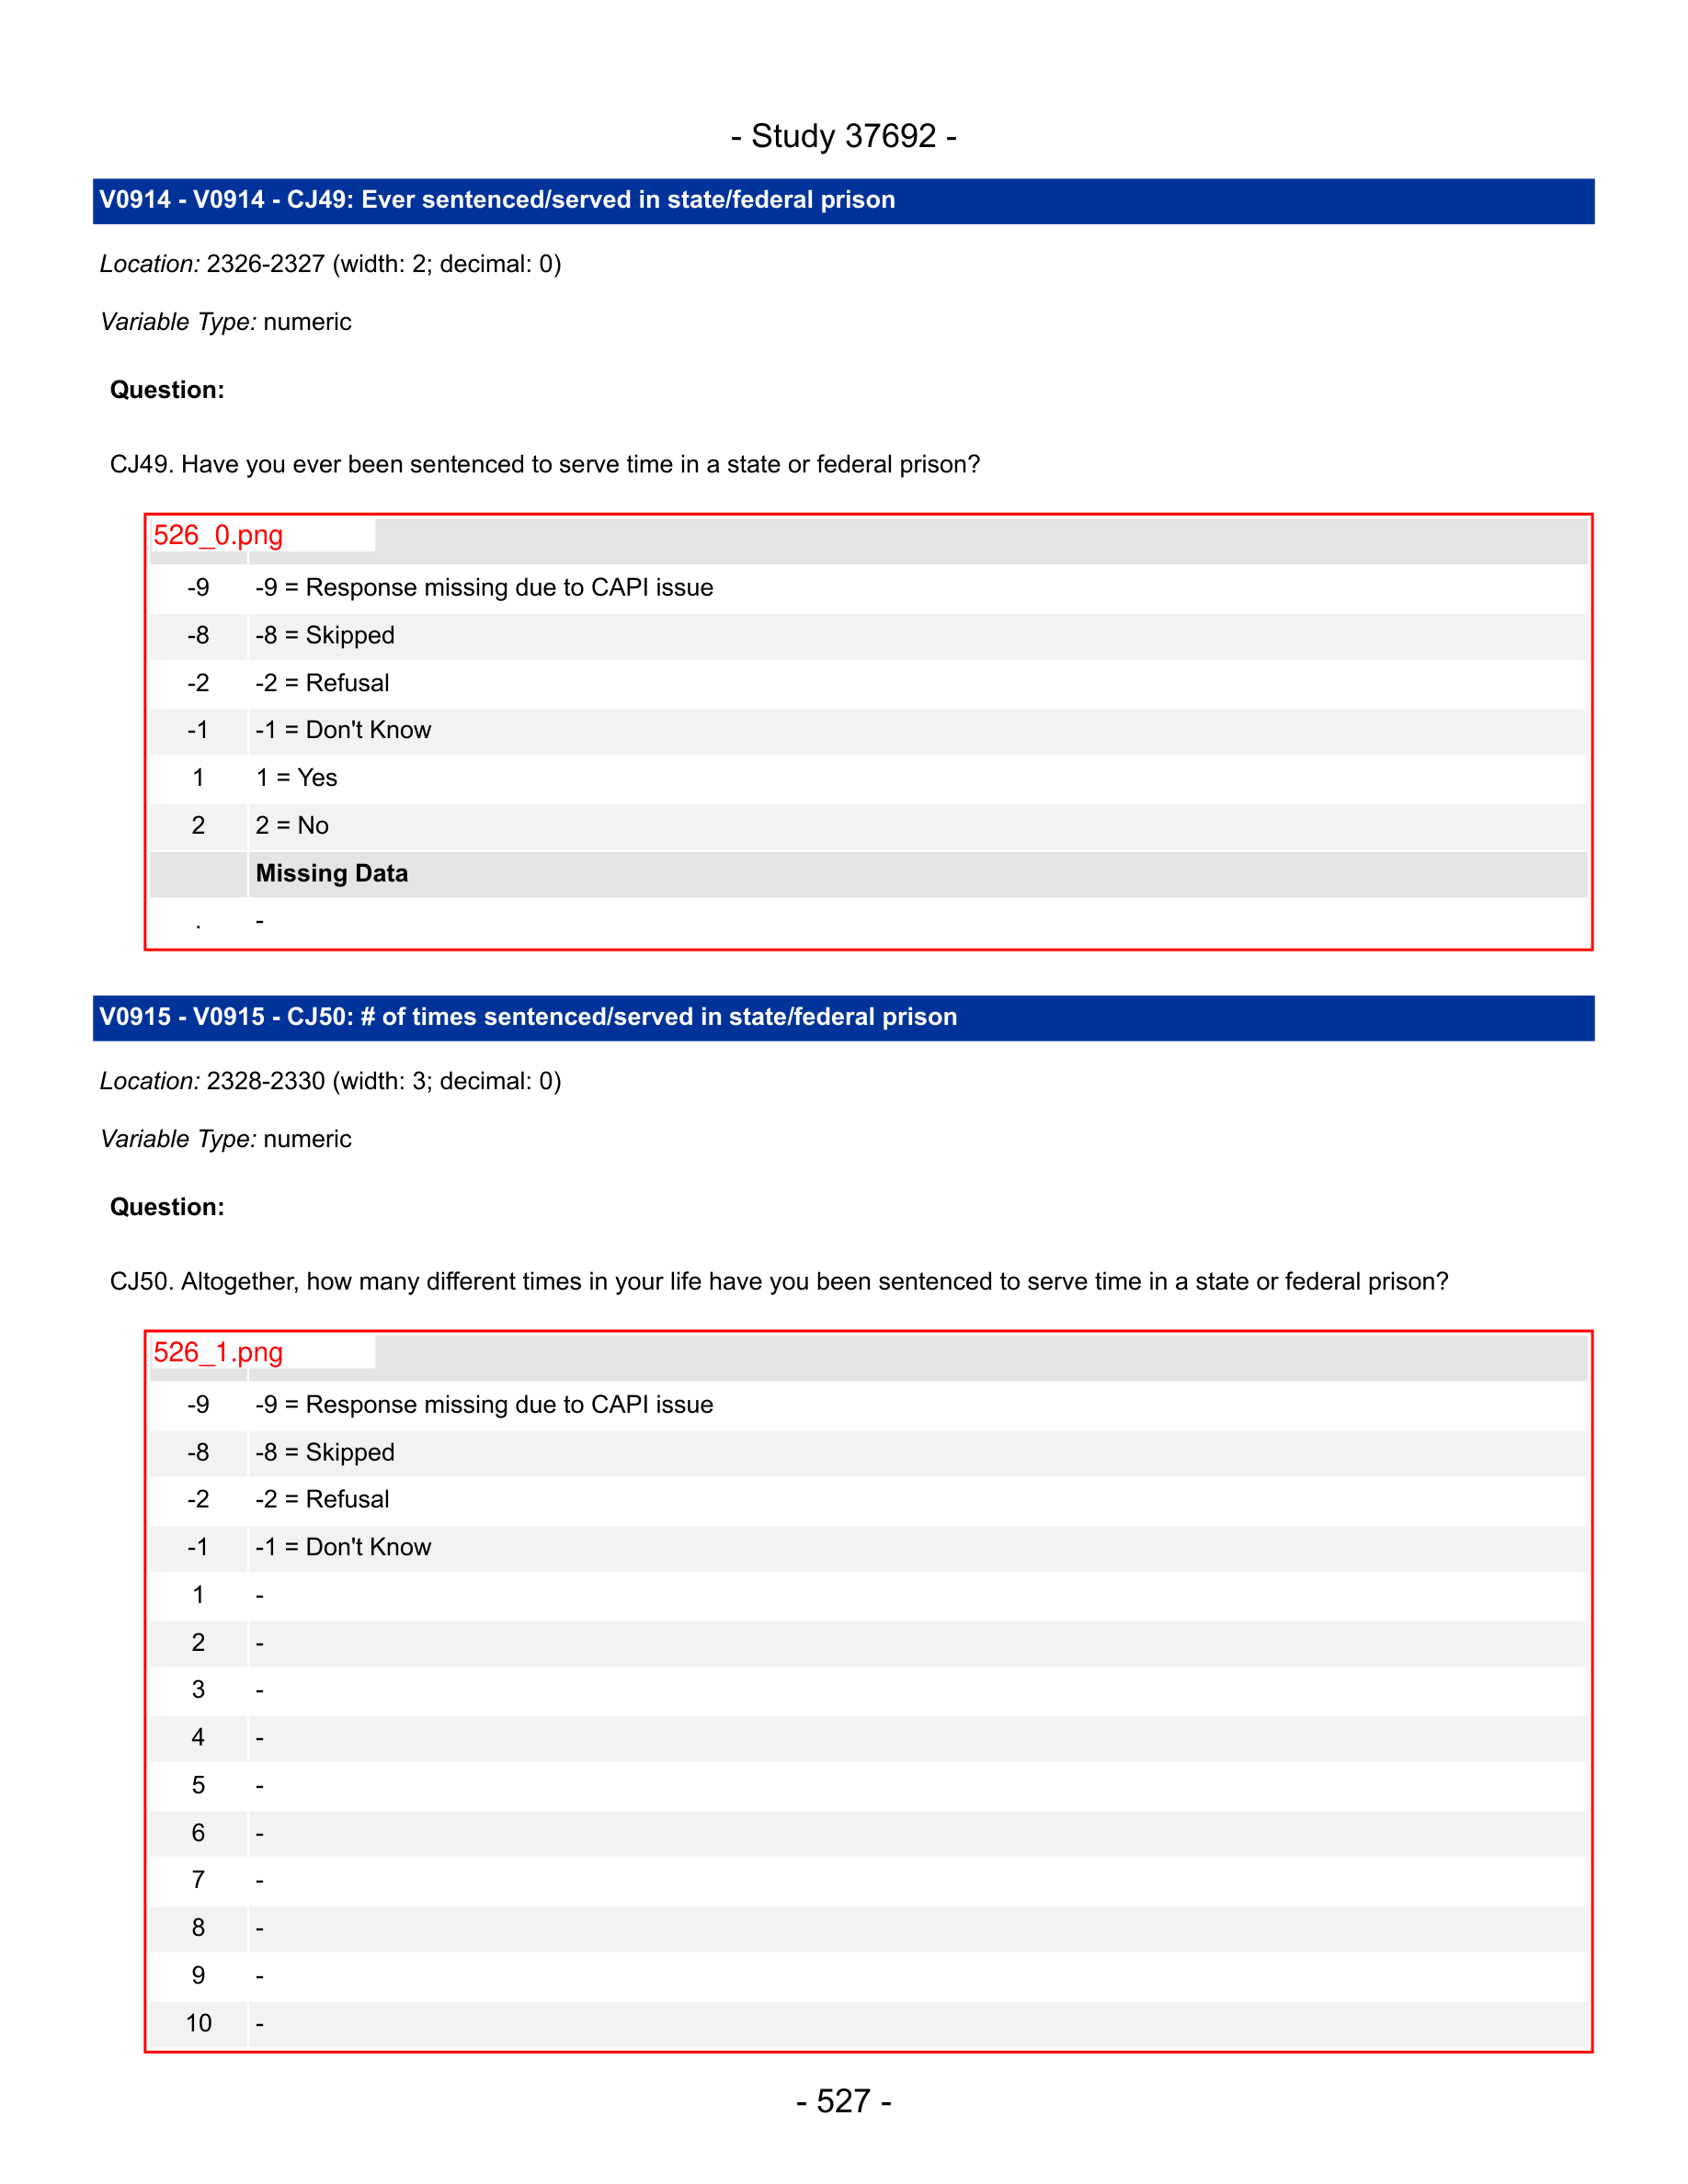 - Study 37692 -
V0914 - V0914 - CJ49: Ever sentenced/served in state/federal prison
Location: 2326-2327 (width: 2; decimal: 0)
Variable Type: numeric
Question:
CJ49. Have you ever been sentenced to serve time in a state or federal prison?
526_0.png
-9 -9 = Response missing due to CAPI issue
-8 -8 = Skipped
-2 -2 = Refusal
-1 -1 = Don't Know
1 1 = Yes
2 2 = No
Missing Data
. -
V0915 - V0915 - CJ50: # of times sentenced/served in state/federal prison
Location: 2328-2330 (width: 3; decimal: 0)
Variable Type: numeric
Question:
CJ50. Altogether, how many different times in your life have you been sentenced to serve time in a state or federal prison?
526_1.png
-9 -9 = Response missing due to CAPI issue
-8 -8 = Skipped
-2 -2 = Refusal
-1 -1 = Don't Know
1 -
2 -
3 -
4 -
5 -
6 -
7 -
8 -
9 -
10 -
- 527 -